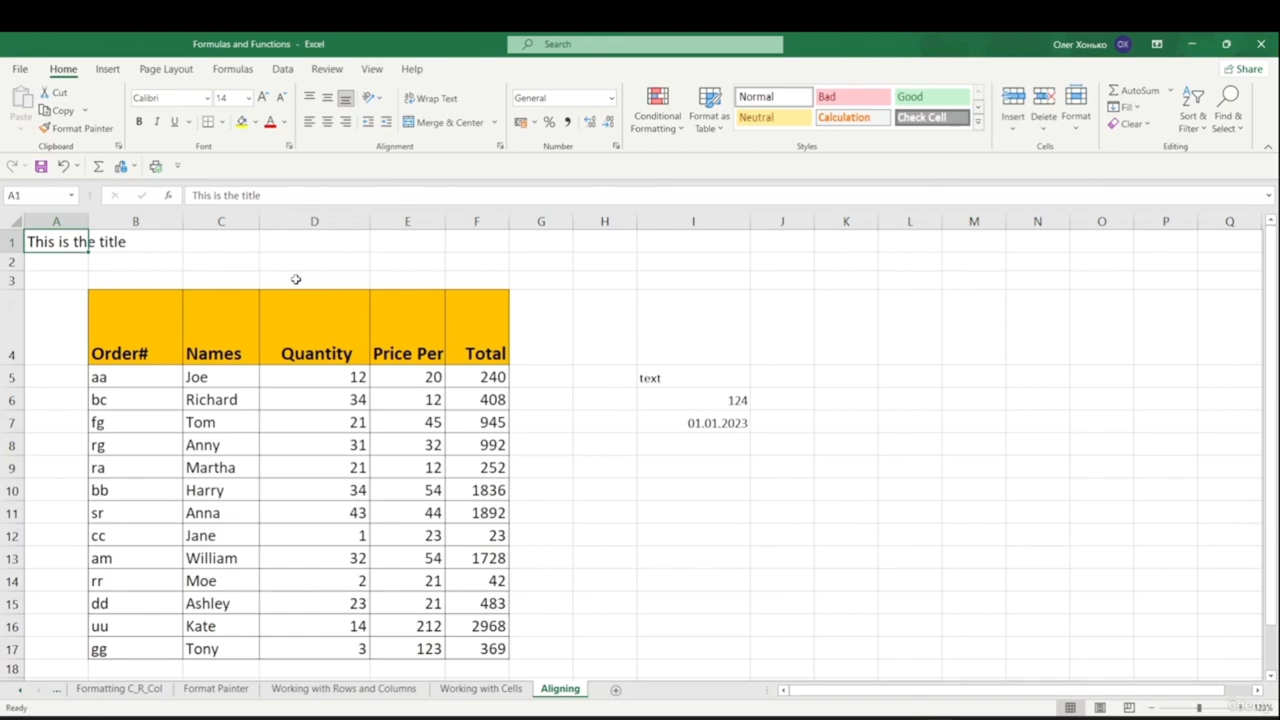 Formulas and Functions - Excel
Search
Олег Хонько
ОХ
File Home Insert Page Layout Formulas Data Review View Help
Share
Paste
Cut
Copy
Format Painter
Clipboard
Calibri 14
B I U
Font
Wrap Text
Merge & Center
Alignment
General
Number
Conditional Formatting
Format as Table
Normal Bad Good
Neutral Calculation Check Cell
Styles
Insert Delete Format
Cells
AutoSum
Fill
Clear
Sort & Filter
Find & Select
Editing
A1 fx This is the title
A B C D E F G H I J K L M N O P Q
1 This is the title
2
3
4 Order# Names Quantity Price Per Total
5 aa Joe 12 20 240 text
6 bc Richard 34 12 408 124
7 fg Tom 21 45 945 01.01.2023
8 rg Anny 31 32 992
9 ra Martha 21 12 252
10 bb Harry 34 54 1836
11 sr Anna 43 44 1892
12 cc Jane 1 23 23
13 am William 32 54 1728
14 rr Moe 2 21 42
15 dd Ashley 23 21 483
16 uu Kate 14 212 2968
17 gg Tony 3 123 369
18
... Formatting C_R_Col Format Painter Working with Rows and Columns Working with Cells Aligning
Ready